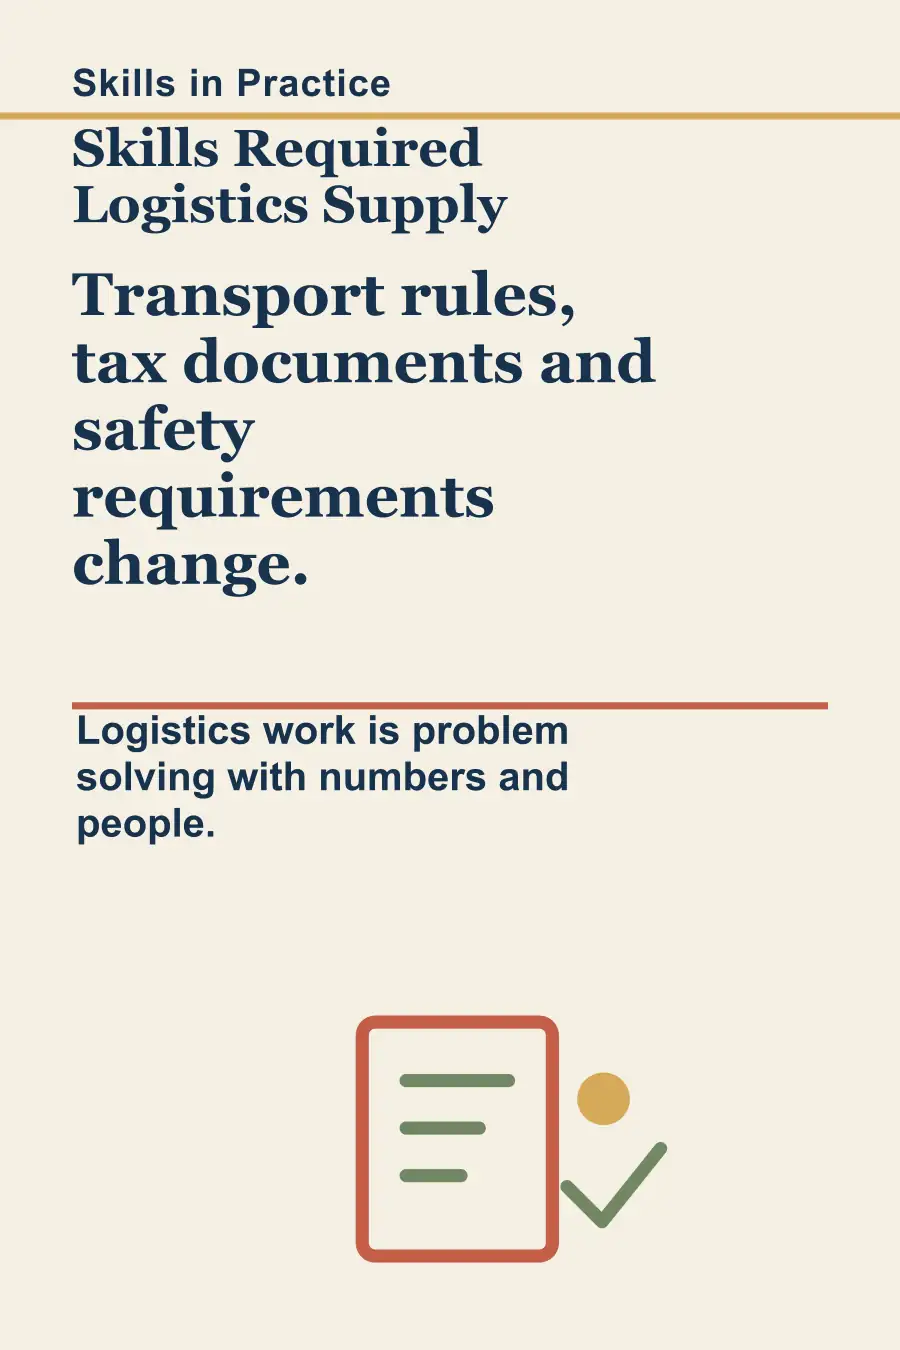 Skills in Practice
Skills Required
Logistics Supply
Transport rules,
tax documents and
safety
requirements
change.
Logistics work is problem
solving with numbers and
people.